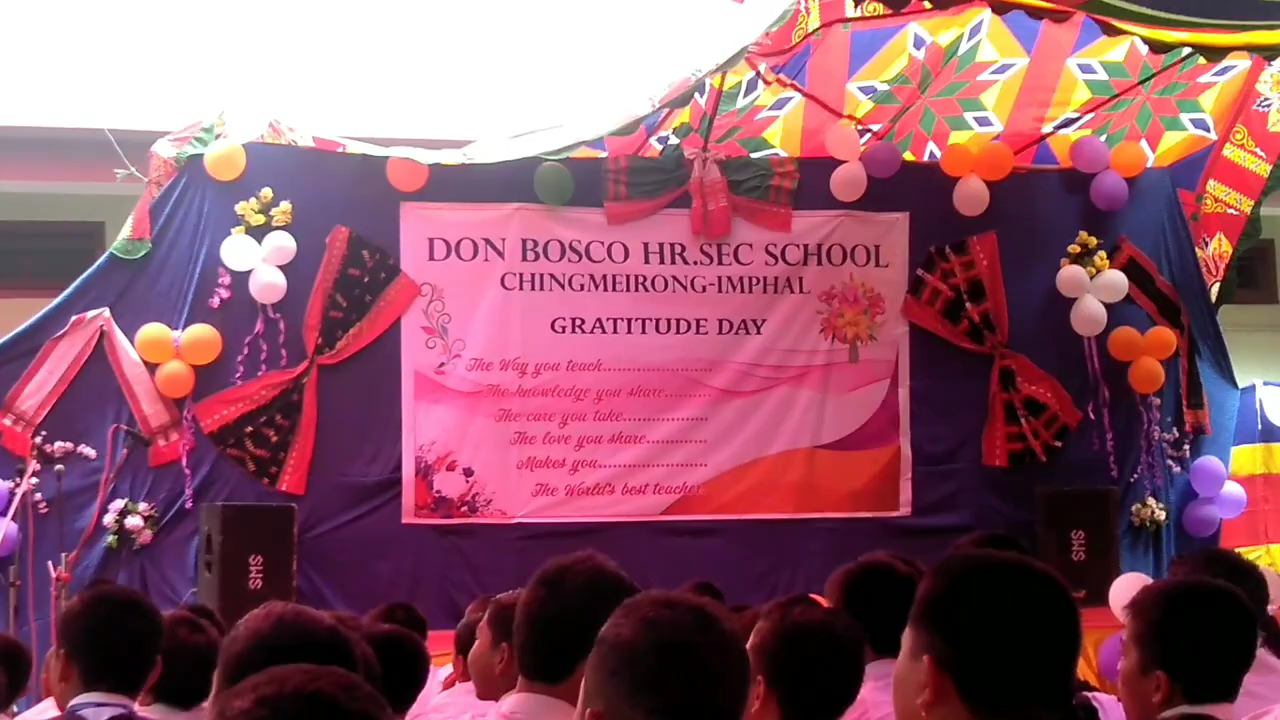 DON BOSCO HR.SEC SCHOOL
CHINGMEIRONG-IMPHAL
GRATITUDE DAY
The Way you teach.......................
The knowledge you share..........
The care you take..................
The love you share.............
Makes you.......................
The World's best teacher..
SMS
SMS